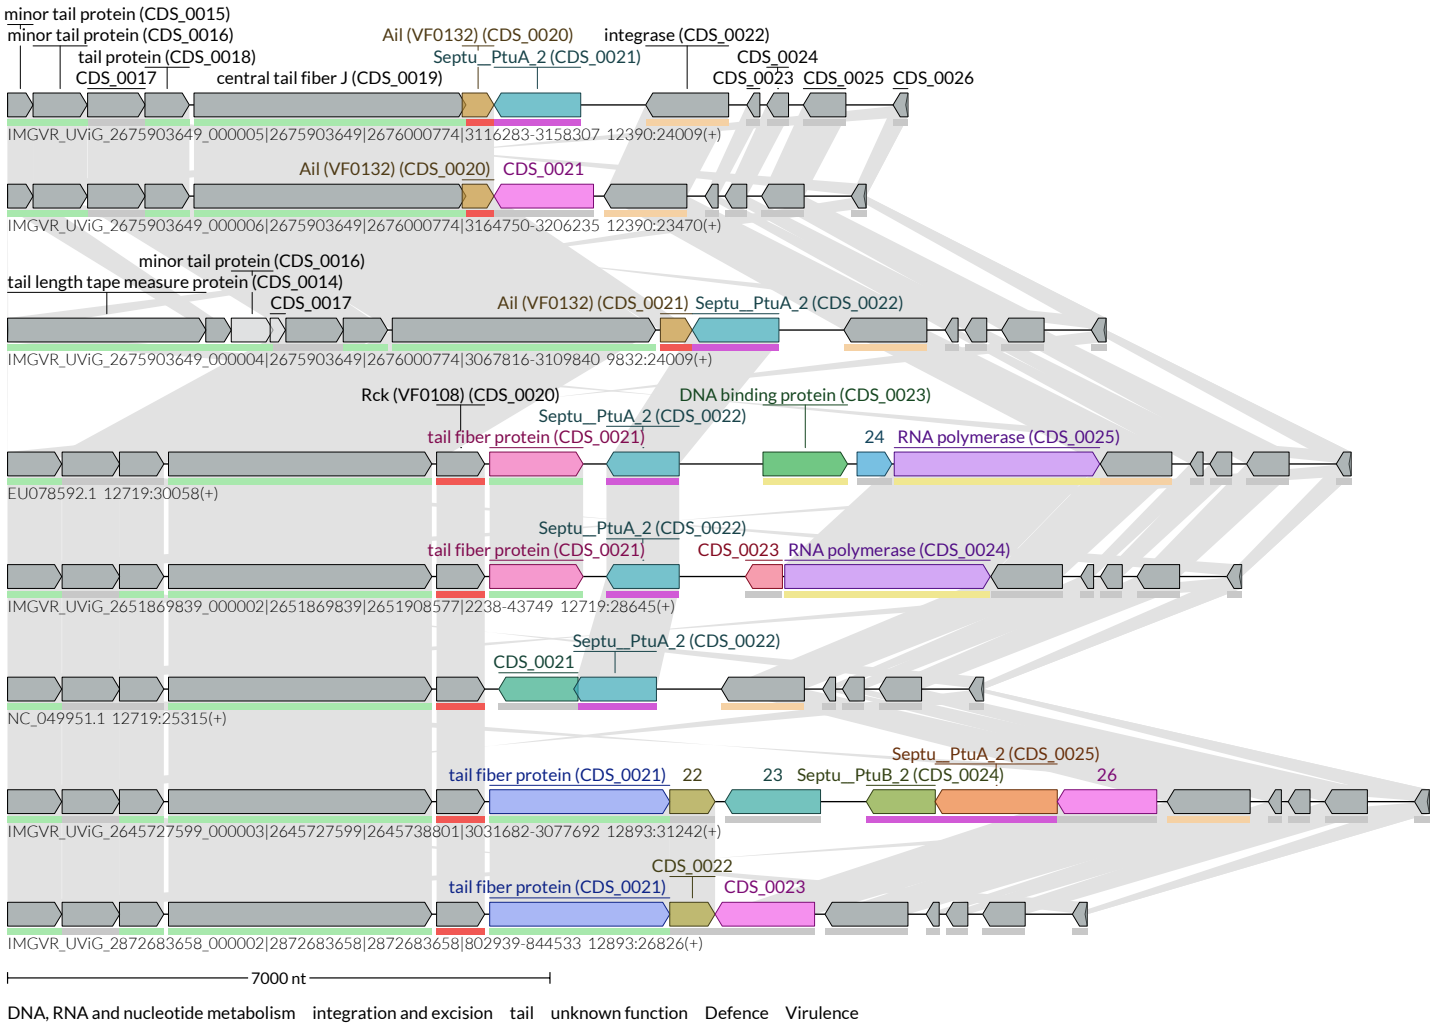 minor tail protein (CDS_0015)
minor tail protein (CDS_0016)
Ail (VF0132) (CDS_0020)
integrase (CDS_0022)
tail protein (CDS_0018)
Septu__PtuA_2 (CDS_0021)
CDS_0024
CDS_0017
central tail fiber J (CDS_0019)
CDS_0023
CDS_0025
CDS_0026
IMGVR_UViG_2675903649_000005|2675903649|2676000774|3116283-3158307 12390:24009(+)
Ail (VF0132) (CDS_0020)
CDS_0021
IMGVR_UViG_2675903649_000006|2675903649|2676000774|3164750-3206235 12390:23470(+)
minor tail protein (CDS_0016)
tail length tape measure protein (CDS_0014)
CDS_0017
Ail (VF0132) (CDS_0021)
Septu__PtuA_2 (CDS_0022)
IMGVR_UViG_2675903649_000004|2675903649|2676000774|3067816-3109840 9832:24009(+)
Rck (VF0108) (CDS_0020)
DNA binding protein (CDS_0023)
Septu__PtuA_2 (CDS_0022)
tail fiber protein (CDS_0021)
24
RNA polymerase (CDS_0025)
EU078592.1 12719:30058(+)
Septu__PtuA_2 (CDS_0022)
tail fiber protein (CDS_0021)
CDS_0023
RNA polymerase (CDS_0024)
IMGVR_UViG_2651869839_000002|2651869839|2651908577|2238-43749 12719:28645(+)
Septu__PtuA_2 (CDS_0022)
CDS_0021
NC_049951.1 12719:25315(+)
Septu__PtuA_2 (CDS_0025)
tail fiber protein (CDS_0021)
22
23
Septu__PtuB_2 (CDS_0024)
26
IMGVR_UViG_2645727599_000003|2645727599|2645738801|3031682-3077692 12893:31242(+)
CDS_0022
tail fiber protein (CDS_0021)
CDS_0023
IMGVR_UViG_2872683658_000002|2872683658|2872683658|802939-844533 12893:26826(+)
7000 nt
DNA, RNA and nucleotide metabolism integration and excision tail unknown function Defence Virulence